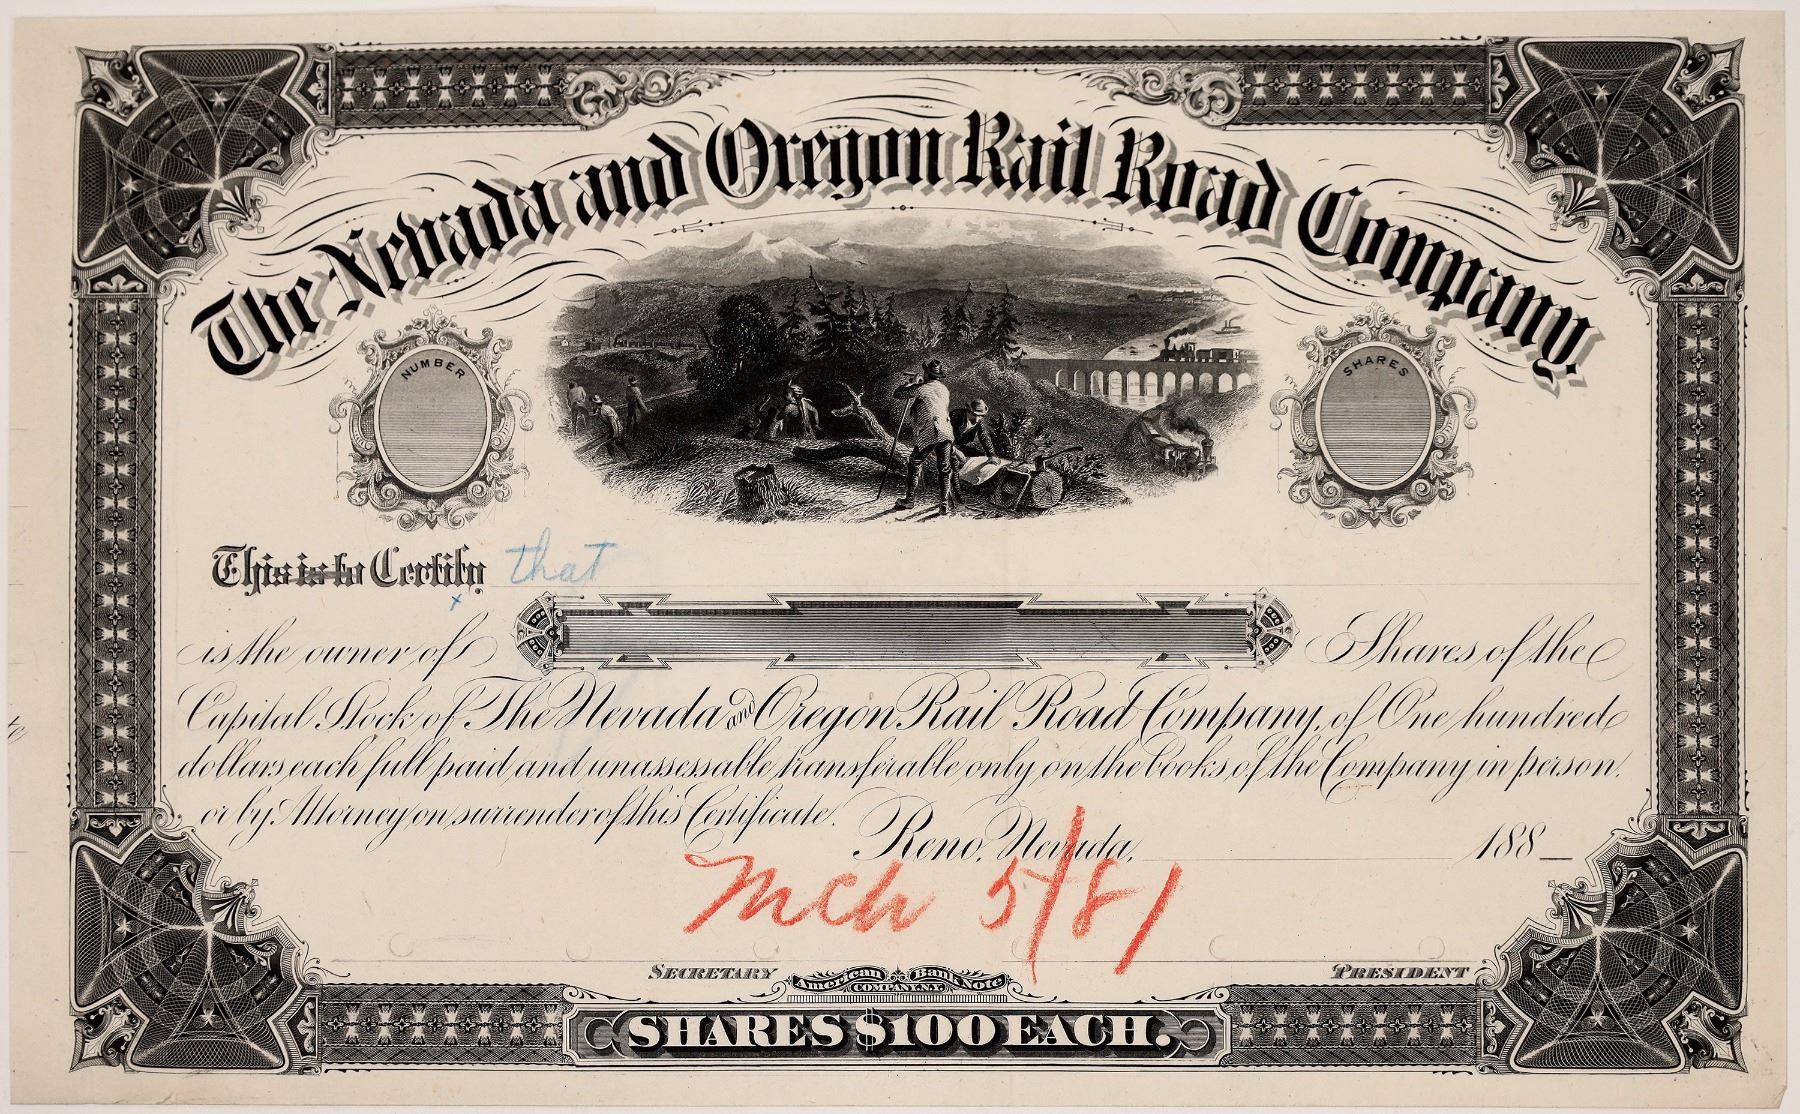 The Nevada and Oregon Rail Road Company.
NUMBER
SHARES
This is to Certify that
x
is the owner of Shares of the
Capital Stock of The Nevada and Oregon Rail Road Company, of One hundred
dollars each full paid and unassessable transferable only on the books of the Company in person,
or by Attorney on surrender of this Certificate.
Reno, Nevada, 188_
Mch 5/81
SECRETARY
American Bank Note
COMPANY, N.Y.
PRESIDENT
SHARES $100 EACH.